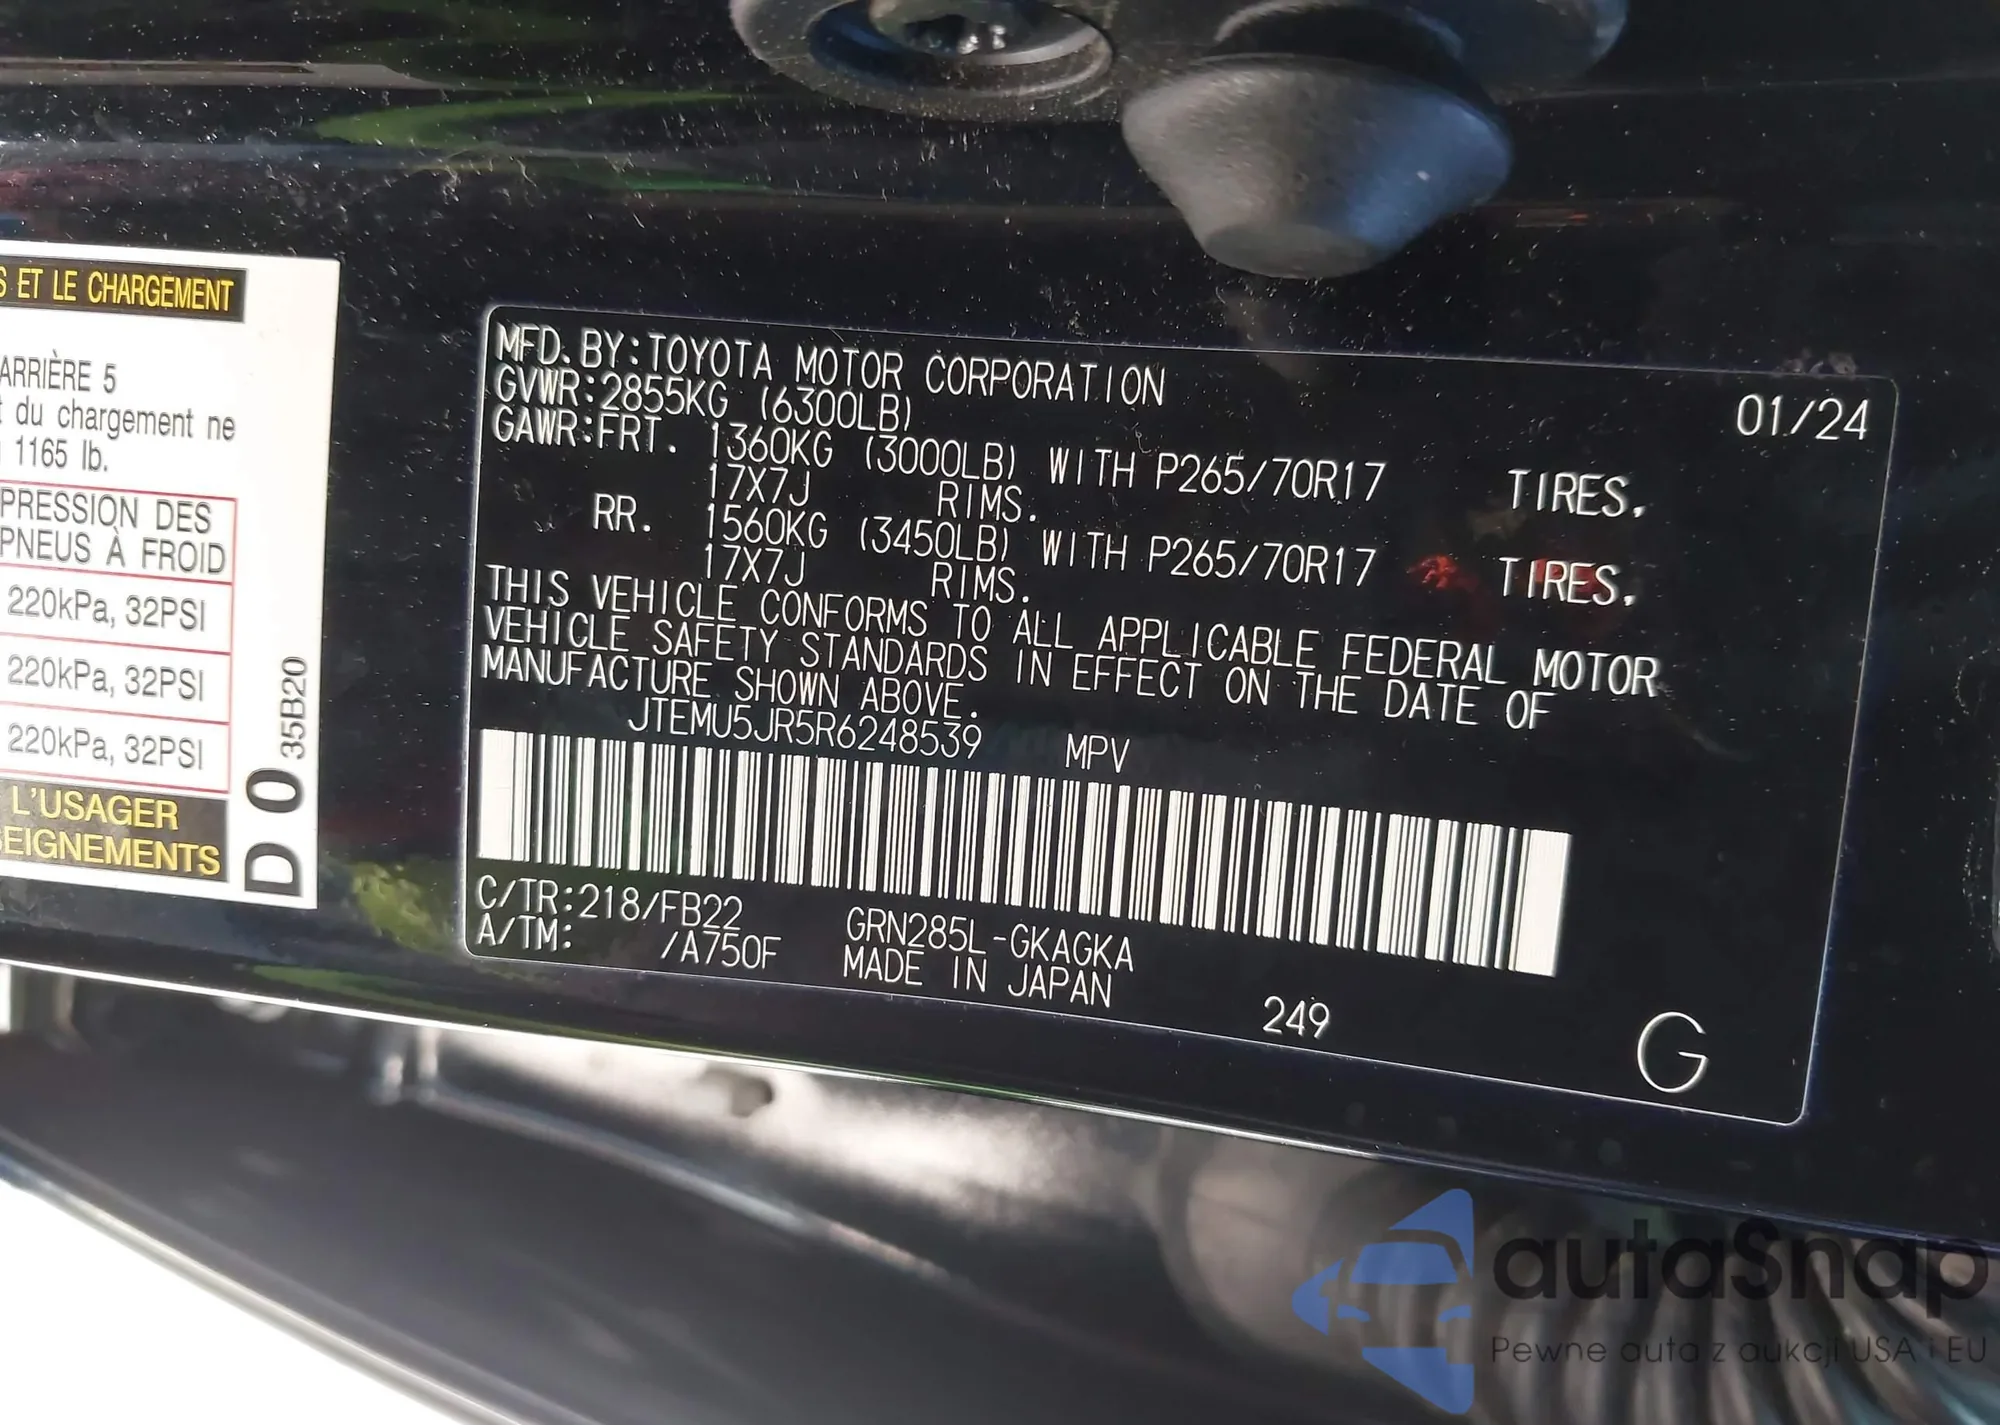 ET LE CHARGEMENT
ARRIÈRE 5
du chargement ne
1165 lb.
PRESSION DES
PNEUS À FROID
220kPa, 32PSI
220kPa, 32PSI
220kPa, 32PSI
L'USAGER
D 0 35B20
MFD. BY:TOYOTA MOTOR CORPORATION 01/24
GVWR:2855KG (6300LB)
GAWR:FRT. 1360KG (3000LB) WITH P265/70R17 TIRES,
17X7J RIMS.
RR. 1560KG (3450LB) WITH P265/70R17 TIRES,
17X7J RIMS.
THIS VEHICLE CONFORMS TO ALL APPLICABLE FEDERAL MOTOR
VEHICLE SAFETY STANDARDS IN EFFECT ON THE DATE OF
MANUFACTURE SHOWN ABOVE.
JTEMU5JR5R6248539 MPV
C/TR:218/FB22 GRN285L-GKAGKA
A/TM: /A750F MADE IN JAPAN
249
G
autaSnap
Pewne auta z aukcji USA i EU